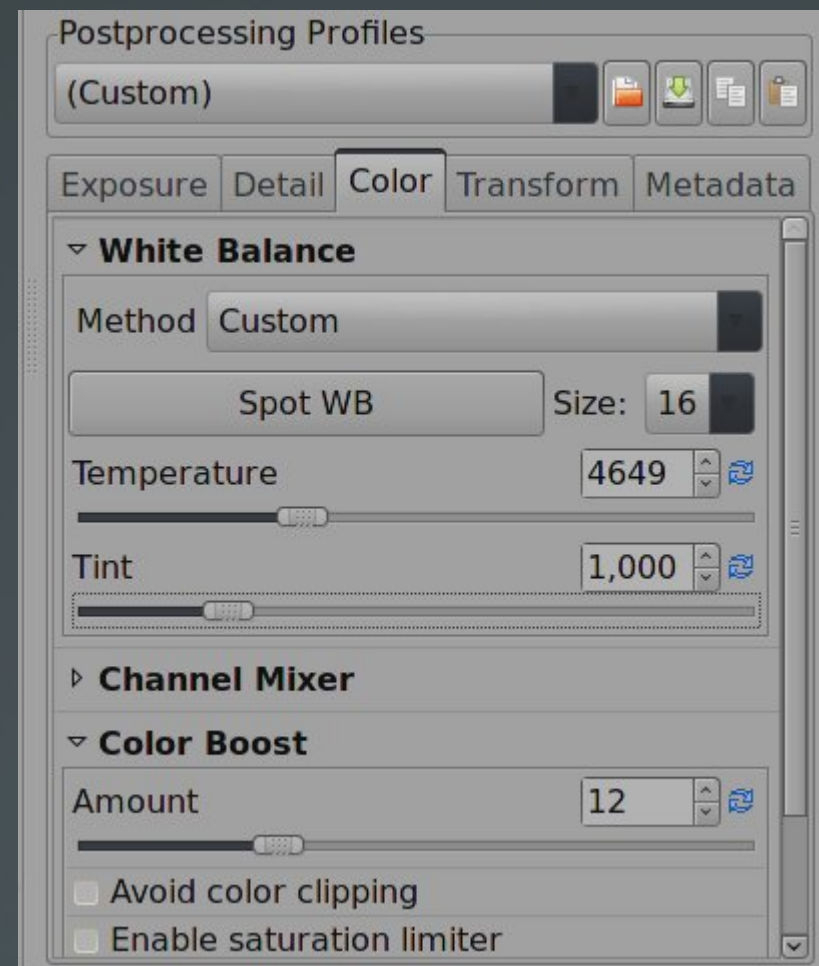 Postprocessing Profiles
(Custom)
Exposure Detail Color Transform Metadata
White Balance
Method Custom
Spot WB Size: 16
Temperature 4649
Tint 1,000
Channel Mixer
Color Boost
Amount 12
Avoid color clipping
Enable saturation limiter